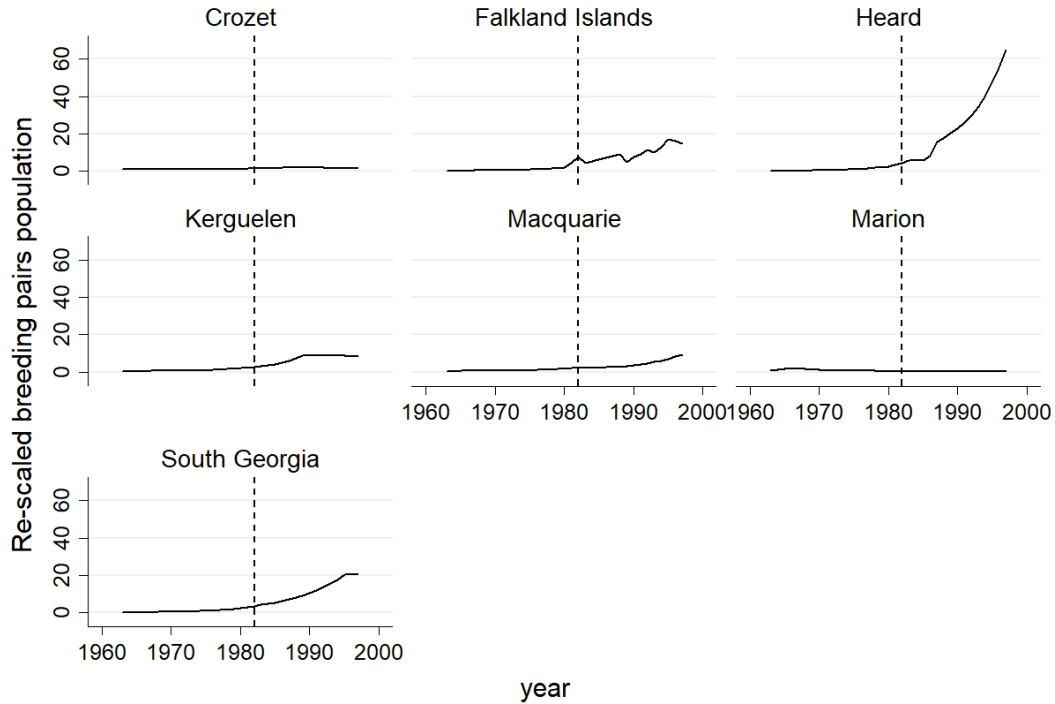 Crozet
Falkland Islands
Heard
60
40
20
0
Kerguelen
Macquarie
Marion
60
40
20
0
1960 1970 1980 1990 2000
1960 1970 1980 1990 2000
South Georgia
60
40
20
0
1960 1970 1980 1990 2000
Re-scaled breeding pairs population
year